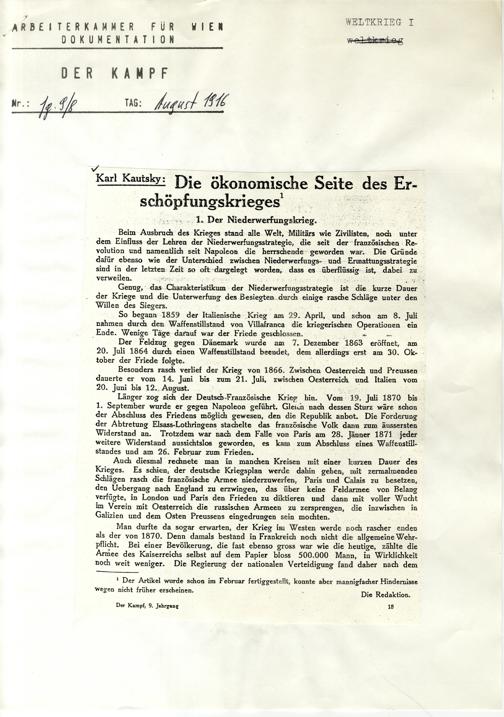 ARBEITERKAMMER FÜR WIEN
DOKUMENTATION
WELTKRIEG I
weltkrieg
DER KAMPF
Nr.: Jg. 9/8 TAG: August 1916
Karl Kautsky: Die ökonomische Seite des Er-
schöpfungskrieges¹
1. Der Niederwerfungskrieg.
Beim Ausbruch des Krieges stand alle Welt, Militärs wie Zivilisten, noch unter
dem Einfluss der Lehren der Niederwerfungsstrategie, die seit der französischen Re-
volution und namentlich seit Napoleon die herrschende geworden war. Die Gründe
dafür ebenso wie der Unterschied zwischen Niederwerfungs- und Ermattungsstrategie
sind in der letzten Zeit so oft dargelegt worden, dass es überflüssig ist, dabei zu
verweilen.
Genug, das Charakteristikum der Niederwerfungsstrategie ist die kurze Dauer
der Kriege und die Unterwerfung des Besiegten durch einige rasche Schläge unter den
Willen des Siegers.
So begann 1859 der Italienische Krieg am 29. April, und schon am 8. Juli
nahmen durch den Waffenstillstand von Villafranca die kriegerischen Operationen ein
Ende. Wenige Tage darauf war der Friede geschlossen.
Der Feldzug gegen Dänemark wurde am 7. Dezember 1863 eröffnet, am
20. Juli 1864 durch einen Waffenstillstand beendet, dem allerdings erst am 30. Ok-
tober der Friede folgte.
Besonders rasch verlief der Krieg von 1866. Zwischen Oesterreich und Preussen
dauerte er vom 14. Juni bis zum 21. Juli, zwischen Oesterreich und Italien vom
20. Juni bis 12. August.
Länger zog sich der Deutsch-Französische Krieg hin. Vom 19. Juli 1870 bis
1. September wurde er gegen Napoleon geführt. Gleich nach dessen Sturz wäre schon
der Abschluss des Friedens möglich gewesen, den die Republik anbot. Die Forderung
der Abtretung Elsass-Lothringens stachelte das französische Volk dann zum äussersten
Widerstand an. Trotzdem war nach dem Falle von Paris am 28. Jänner 1871 jeder
weitere Widerstand aussichtslos geworden, es kam zum Abschluss eines Waffenstill-
standes und am 26. Februar zum Frieden.
Auch diesmal rechnete man in manchen Kreisen mit einer kurzen Dauer des
Krieges. Es schien, der deutsche Kriegsplan werde dahin gehen, mit zermalmenden
Schlägen rasch die französische Armee niederzuwerfen, Paris und Calais zu besetzen,
den Uebergang nach England zu erzwingen, das über keine Feldarmee von Belang
verfügte, in London und Paris den Frieden zu diktieren und dann mit voller Wucht
im Verein mit Oesterreich die russischen Armeen zu zersprengen, die inzwischen in
Galizien und dem Osten Preussens eingedrungen sein mochten.
Man durfte da sogar erwarten, der Krieg im Westen werde noch rascher enden
als der von 1870. Denn damals bestand in Frankreich noch nicht die allgemeine Wehr-
pflicht. Bei einer Bevölkerung, die fast ebenso gross war wie die heutige, zählte die
Armee des Kaiserreichs selbst auf dem Papier bloss 500.000 Mann, in Wirklichkeit
noch weit weniger. Die Regierung der nationalen Verteidigung fand daher nach dem
¹ Der Artikel wurde schon im Februar fertiggestellt, konnte aber mannigfacher Hindernisse
wegen nicht früher erscheinen.
Die Redaktion.
Der Kampf, 9. Jahrgang 18